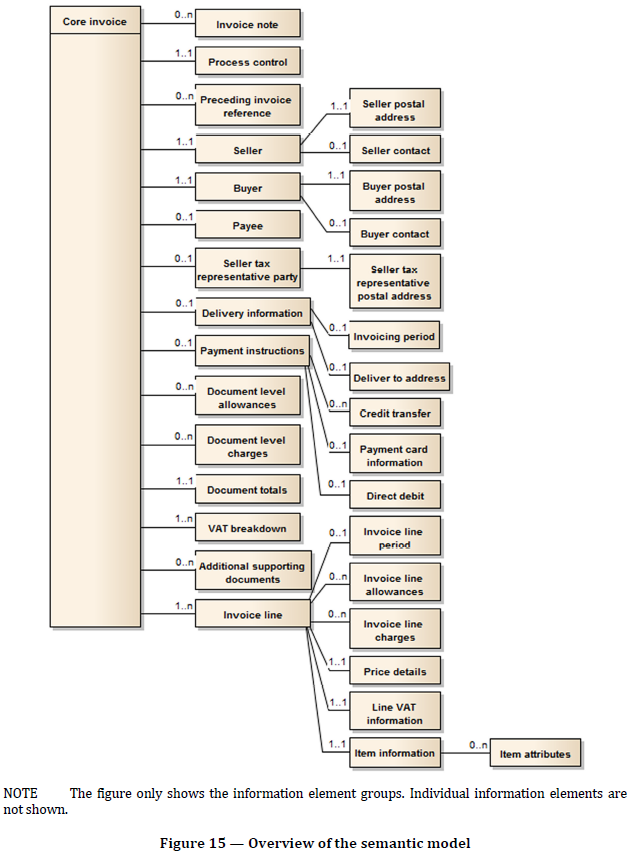 Core invoice
0..n
Invoice note
1..1
Process control
0..n
Preceding invoice
reference
1..1
Seller
1..1
Seller postal
address
0..1
Seller contact
1..1
Buyer
1..1
Buyer postal
address
0..1
Buyer contact
0..1
Payee
0..1
Seller tax
representative party
1..1
Seller tax
representative
postal address
0..1
Delivery information
0..1
Invoicing period
0..1
Deliver to address
0..1
Payment instructions
0..n
Credit transfer
0..1
Payment card
information
0..1
Direct debit
0..n
Document level
allowances
0..n
Document level
charges
1..1
Document totals
1..n
VAT breakdown
0..n
Additional supporting
documents
1..n
Invoice line
0..1
Invoice line
period
0..n
Invoice line
allowances
0..n
Invoice line
charges
1..1
Price details
1..1
Line VAT
information
1..1
Item information
0..n
Item attributes
NOTE The figure only shows the information element groups. Individual information elements are
not shown.
Figure 15 — Overview of the semantic model